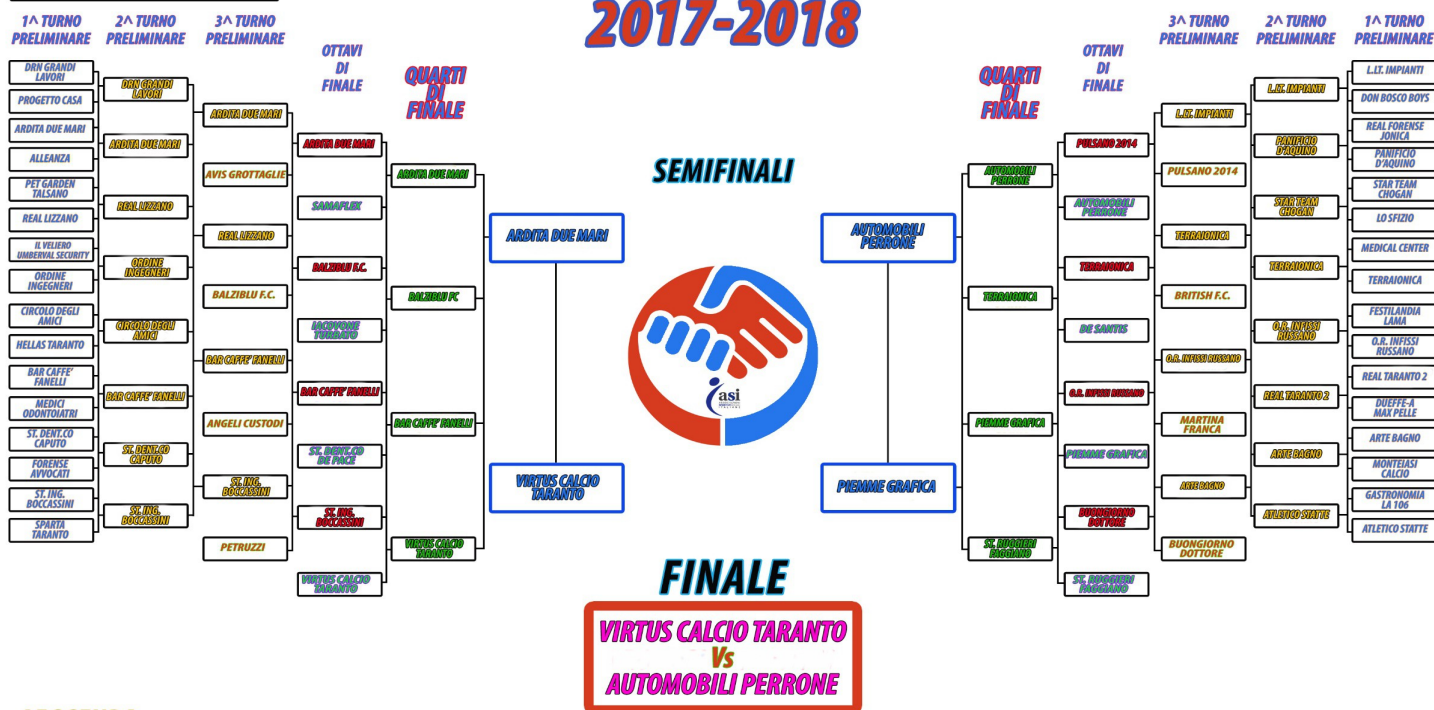 2017-2018
1^ TURNO
PRELIMINARE
2^ TURNO
PRELIMINARE
3^ TURNO
PRELIMINARE
OTTAVI
DI
FINALE
QUARTI
DI
FINALE
DRN GRANDI
LAVORI
PROGETTO CASA
ARDITA DUE MARI
ALLEANZA
PET GARDEN
TALSANO
REAL LIZZANO
IL VELIERO
UMBERVAL SECURITY
ORDINE
INGEGNERI
CIRCOLO DEGLI
AMICI
HELLAS TARANTO
BAR CAFFE'
FANELLI
MEDICI
ODONTOIATRI
ST. DENT.CO
CAPUTO
FORENSE
AVVOCATI
ST. ING.
BOCCASSINI
SPARTA
TARANTO
DRN GRANDI
LAVORI
ARDITA DUE MARI
REAL LIZZANO
ORDINE
INGEGNERI
CIRCOLO DEGLI
AMICI
BAR CAFFE' FANELLI
ST. DENT.CO
CAPUTO
ST. ING.
BOCCASSINI
ARDITA DUE MARI
AVIS GROTTAGLIE
REAL LIZZANO
BALZIBLU F.C.
BAR CAFFE' FANELLI
ANGELI CUSTODI
ST. ING.
BOCCASSINI
PETRUZZI
ARDITA DUE MARI
SAMAFLEX
BALZIBLU F.C.
IACOVONE
TURBATO
BAR CAFFE' FANELLI
ST. DENT.CO
DE PACE
ST. ING.
BOCCASSINI
VIRTUS CALCIO
TARANTO
ARDITA DUE MARI
BALZIBLU FC
BAR CAFFE' FANELLI
VIRTUS CALCIO
TARANTO
ARDITA DUE MARI
VIRTUS CALCIO
TARANTO
SEMIFINALI
asi
AUTOMOBILI
PERRONE
PIEMME GRAFICA
FINALE
VIRTUS CALCIO TARANTO
Vs
AUTOMOBILI PERRONE
QUARTI
DI
FINALE
OTTAVI
DI
FINALE
3^ TURNO
PRELIMINARE
2^ TURNO
PRELIMINARE
1^ TURNO
PRELIMINARE
AUTOMOBILI
PERRONE
TERRAIONICA
PIEMME GRAFICA
ST. RUGGIERI
FAGGIANO
PULSANO 2014
AUTOMOBILI
PERRONE
TERRAIONICA
DE SANTIS
O.R. INFISSI RUSSANO
PIEMME GRAFICA
BUONGIORNO
DOTTORE
ST. RUGGIERI
FAGGIANO
L.I.T. IMPIANTI
PULSANO 2014
TERRAIONICA
BRITISH F.C.
O.R. INFISSI RUSSANO
MARTINA
FRANCA
ARTE BAGNO
BUONGIORNO
DOTTORE
L.I.T. IMPIANTI
PANIFICIO
D'AQUINO
STAR TEAM
CHOGAN
TERRAIONICA
O.R. INFISSI
RUSSANO
REAL TARANTO 2
ARTE BAGNO
ATLETICO STATTE
L.I.T. IMPIANTI
DON BOSCO BOYS
REAL FORENSE
JONICA
PANIFICIO
D'AQUINO
STAR TEAM
CHOGAN
LO SFIZIO
MEDICAL CENTER
TERRAIONICA
FESTILANDIA
LAMA
O.R. INFISSI
RUSSANO
REAL TARANTO 2
DUEFFE-A
MAX PELLE
ARTE BAGNO
MONTEIASI
CALCIO
GASTRONOMIA
LA 106
ATLETICO STATTE